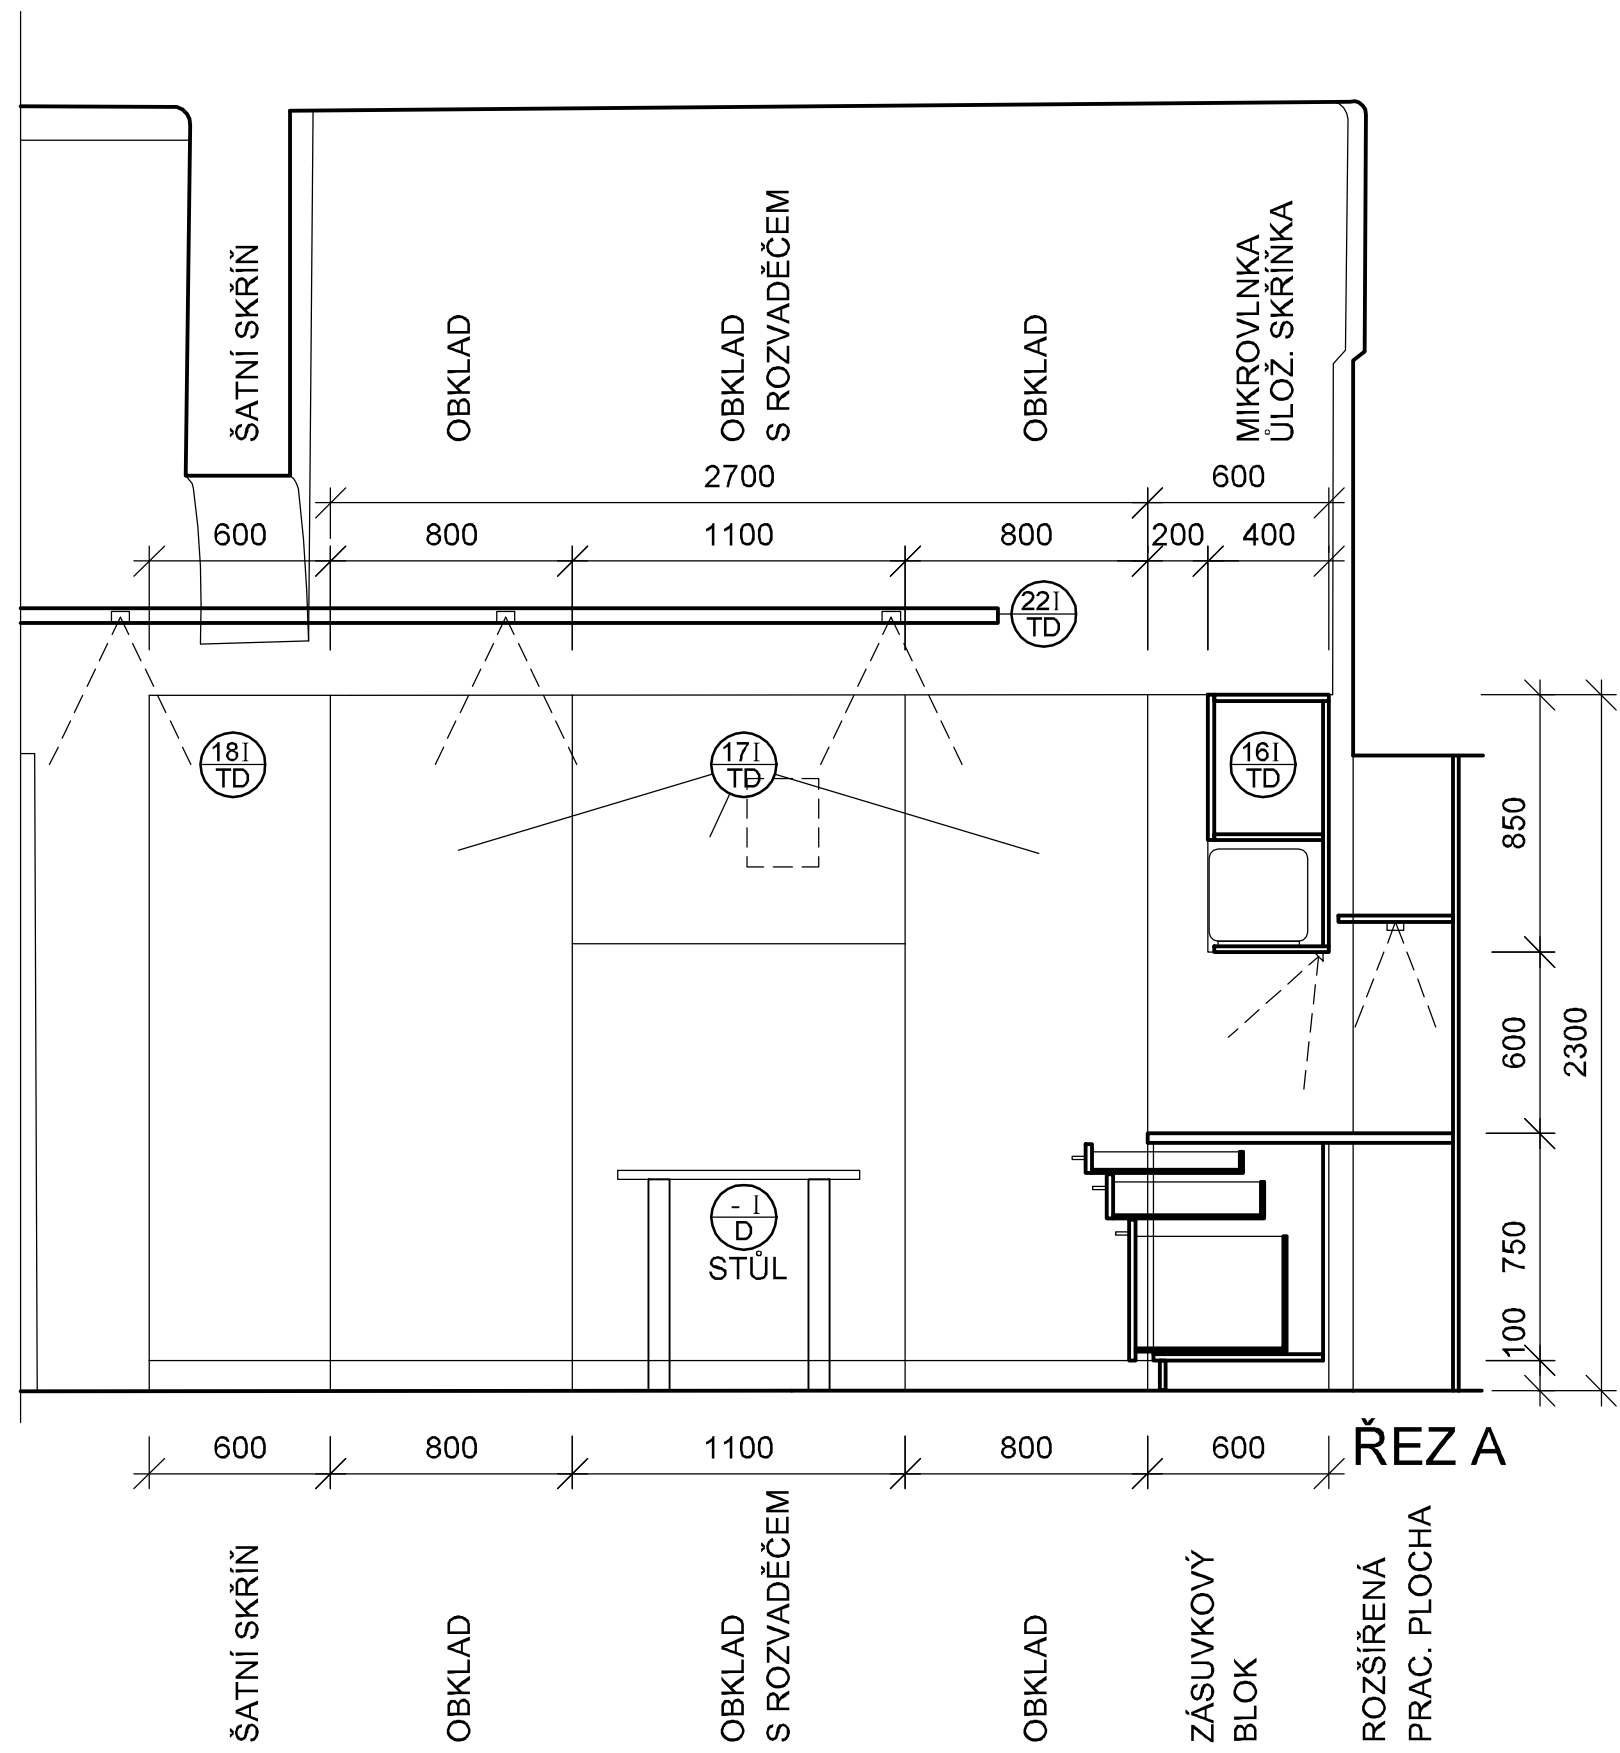 ŠATNÍ SKŘÍŇ
OBKLAD
OBKLAD
S ROZVADĚČEM
OBKLAD
MIKROVLNKA
ŮLOŽ. SKŘÍŇKA
2700
600
600
800
1100
800
200
400
22I
TD
18I
TD
17I
TD
16I
TD
850
600
2300
750
100
- I
D
STŮL
ŘEZ A
600
800
1100
800
600
ŠATNÍ SKŘÍŇ
OBKLAD
OBKLAD
S ROZVADĚČEM
OBKLAD
ZÁSUVKOVÝ
BLOK
ROZŠÍŘENÁ
PRAC. PLOCHA